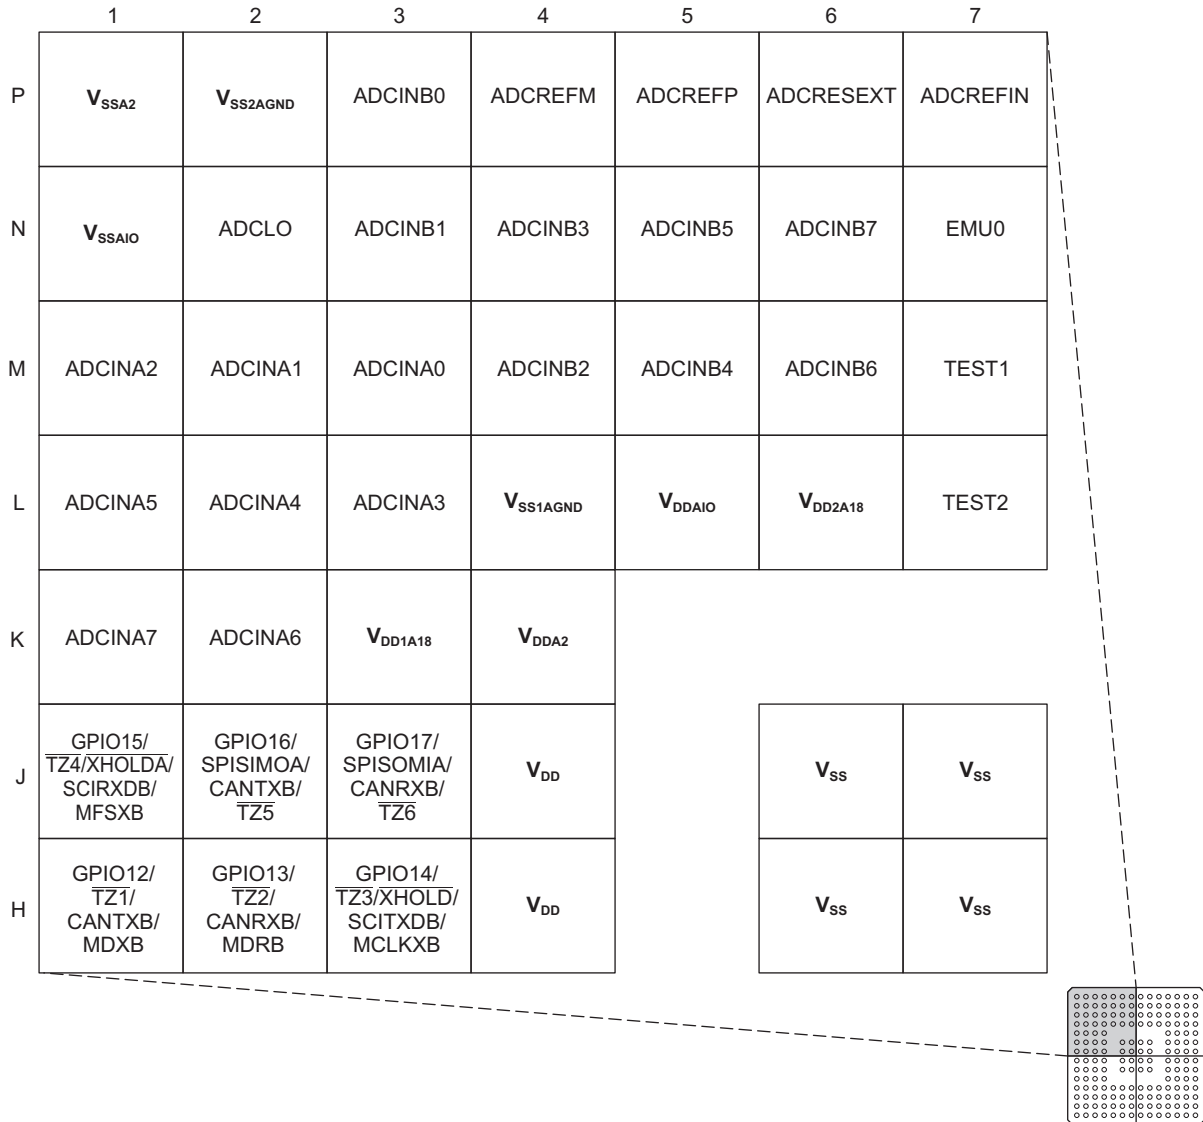 1 2 3 4 5 6 7
P VSSA2 VSS2AGND ADCINB0 ADCREFM ADCREFP ADCRESEXT ADCREFIN
N VSSAIO ADCLO ADCINB1 ADCINB3 ADCINB5 ADCINB7 EMU0
M ADCINA2 ADCINA1 ADCINA0 ADCINB2 ADCINB4 ADCINB6 TEST1
L ADCINA5 ADCINA4 ADCINA3 VSS1AGND VDDAIO VDD2A18 TEST2
K ADCINA7 ADCINA6 VDD1A18 VDDA2
J
GPIO15/
TZ4/XHOLDA/
SCIRXDB/
MFSXB
GPIO16/
SPISIMOA/
CANTXB/
TZ5
GPIO17/
SPISOMIA/
CANRXB/
TZ6
VDD
VSS
VSS
H
GPIO12/
TZ1/
CANTXB/
MDXB
GPIO13/
TZ2/
CANRXB/
MDRB
GPIO14/
TZ3/XHOLD/
SCITXDB/
MCLKXB
VDD
VSS
VSS